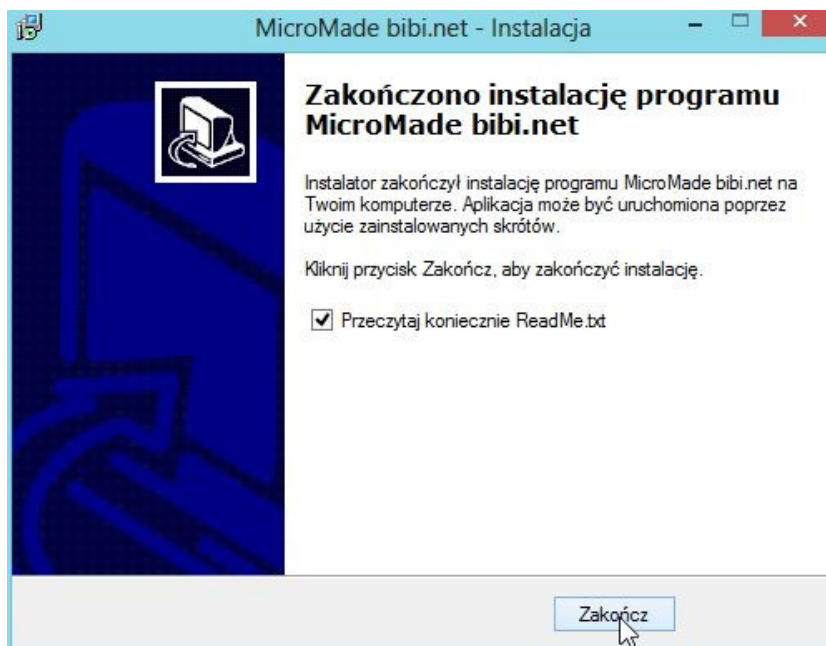 MicroMade bibi.net - Instalacja
Zakończono instalację programu
MicroMade bibi.net
Instalator zakończył instalację programu MicroMade bibi.net na
Twoim komputerze. Aplikacja może być uruchomiona poprzez
użycie zainstalowanych skrótów.
Kliknij przycisk Zakończ, aby zakończyć instalację.
Przeczytaj koniecznie ReadMe.txt
Zakończ